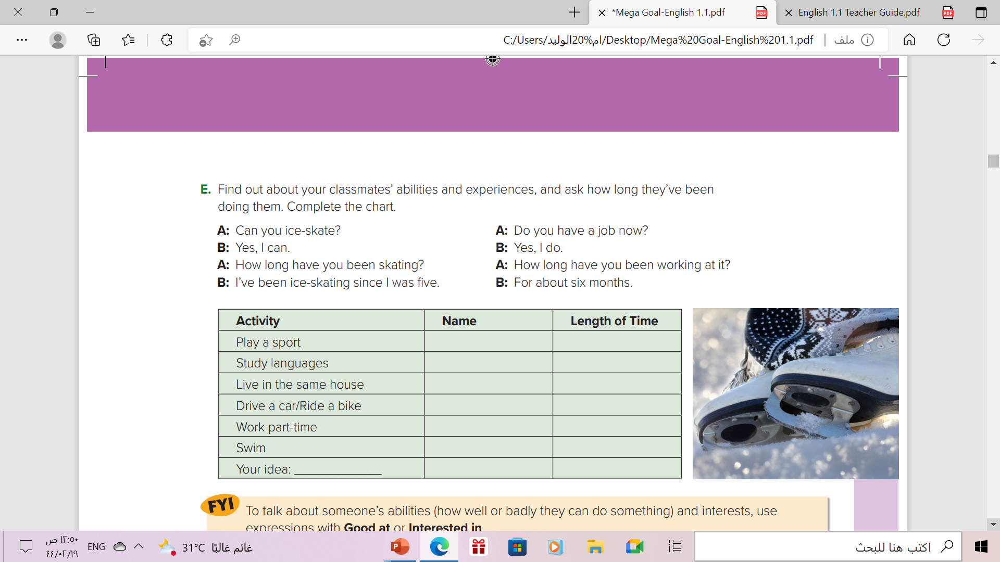 *Mega Goal-English 1.1.pdf
English 1.1 Teacher Guide.pdf
C:/Users/ام%20الوليد/Desktop/Mega%20Goal-English%201.1.pdf
ملف
E. Find out about your classmates’ abilities and experiences, and ask how long they’ve been
doing them. Complete the chart.
A: Can you ice-skate?
B: Yes, I can.
A: How long have you been skating?
B: I’ve been ice-skating since I was five.
A: Do you have a job now?
B: Yes, I do.
A: How long have you been working at it?
B: For about six months.
Activity Name Length of Time
Play a sport
Study languages
Live in the same house
Drive a car/Ride a bike
Work part-time
Swim
Your idea: _____________
FYI
To talk about someone’s abilities (how well or badly they can do something) and interests, use
expressions with Good at or Interested in
١٢:٥٠ ص
٤٤/٠٢/١٩
ENG
31°C غائم غالبًا
اكتب هنا للبحث